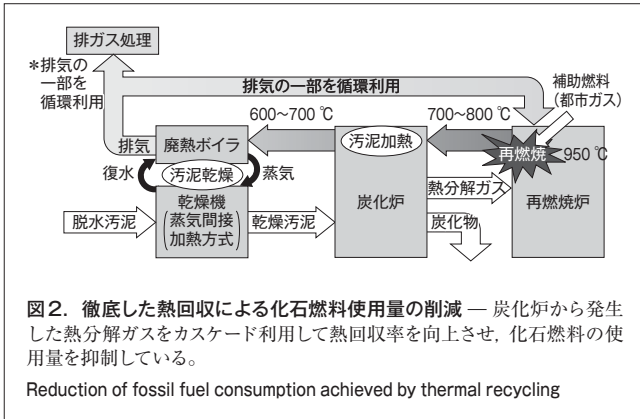 排ガス処理
*排気の
一部を
循環利用
排気の一部を循環利用
補助燃料
(都市ガス)
600~700 ℃
700~800 ℃
排気
廃熱ボイラ
汚泥加熱
再燃焼
950 ℃
復水
汚泥乾燥
蒸気
熱分解ガス
脱水汚泥
乾燥機
(蒸気間接
加熱方式)
乾燥汚泥
炭化炉
炭化物
再燃焼炉
図2. 徹底した熱回収による化石燃料使用量の削減 — 炭化炉から発生
した熱分解ガスをカスケード利用して熱回収率を向上させ,化石燃料の使
用量を抑制している。
Reduction of fossil fuel consumption achieved by thermal recycling